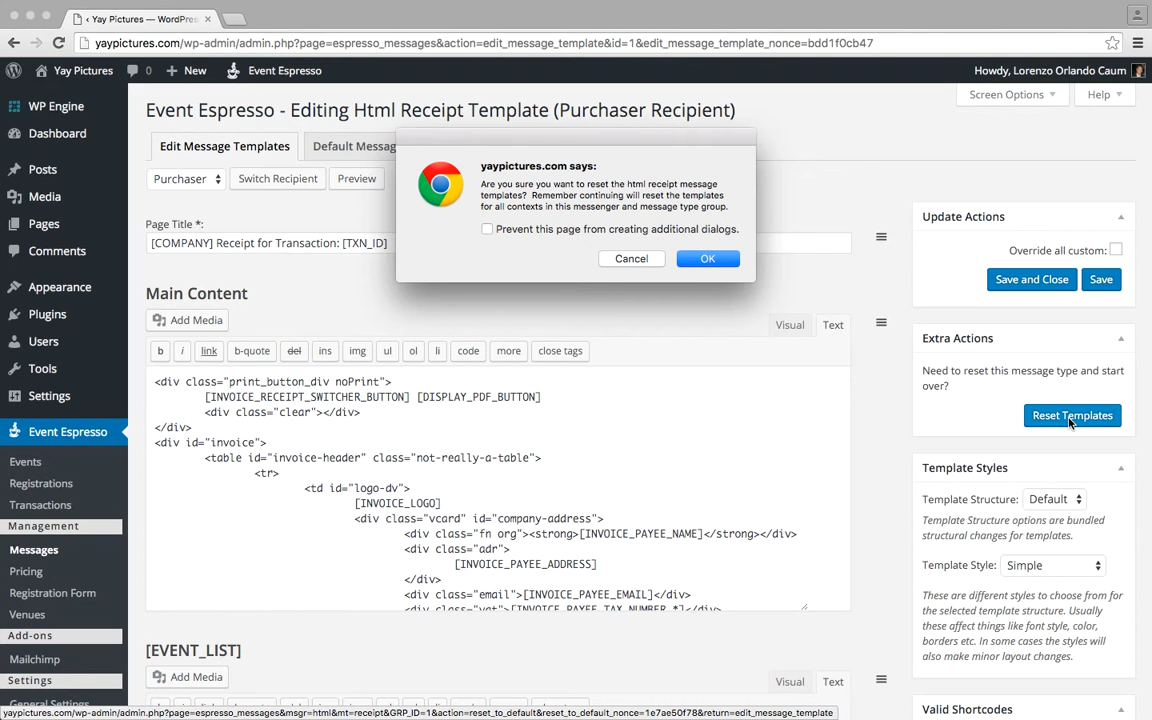 ‹ Yay Pictures — WordPres
yaypictures.com/wp-admin/admin.php?page=espresso_messages&action=edit_message_template&id=1&edit_message_template_nonce=bdd1f0cb47
Yay Pictures 0 New Event Espresso Howdy, Lorenzo Orlando Caum
WP Engine
Dashboard
Posts
Media
Pages
Comments
Appearance
Plugins
Users
Tools
Settings
Event Espresso
Events
Registrations
Transactions
Management
Messages
Pricing
Registration Form
Venues
Add-ons
Mailchimp
Settings
General Settings
Screen Options Help
Event Espresso - Editing Html Receipt Template (Purchaser Recipient)
Edit Message Templates Default Messag
Purchaser Switch Recipient Preview
yaypictures.com says:
Are you sure you want to reset the html receipt message
templates? Remember continuing will reset the templates
for all contexts in this messenger and message type group.
Prevent this page from creating additional dialogs.
Cancel OK
Page Title *:
[COMPANY] Receipt for Transaction: [TXN_ID]
Main Content
Add Media
Visual Text
b i link b-quote del ins img ul ol li code more close tags
<div class="print_button_div noPrint">
[INVOICE_RECEIPT_SWITCHER_BUTTON] [DISPLAY_PDF_BUTTON]
<div class="clear"></div>
</div>
<div id="invoice">
<table id="invoice-header" class="not-really-a-table">
<tr>
<td id="logo-dv">
[INVOICE_LOGO]
<div class="vcard" id="company-address">
<div class="fn org"><strong>[INVOICE_PAYEE_NAME]</strong></div>
<div class="adr">
[INVOICE_PAYEE_ADDRESS]
</div>
<div class="email">[INVOICE_PAYEE_EMAIL]</div>
<div class="vat">[INVOICE_PAYEE_TAX_NUMBER_*]</div>
[EVENT_LIST]
Add Media
Visual Text
Update Actions
Override all custom:
Save and Close Save
Extra Actions
Need to reset this message type and start
over?
Reset Templates
Template Styles
Template Structure: Default
Template Structure options are bundled
structural changes for templates.
Template Style: Simple
These are different styles to choose from for
the selected template structure. Usually
these affect things like font style, color,
borders etc. In some cases the styles will
also make minor layout changes.
Valid Shortcodes
yaypictures.com/wp-admin/admin.php?page=espresso_messages&msgr=html&mt=receipt&GRP_ID=1&action=reset_to_default&reset_to_default_nonce=1e7ae50f78&return=edit_message_template